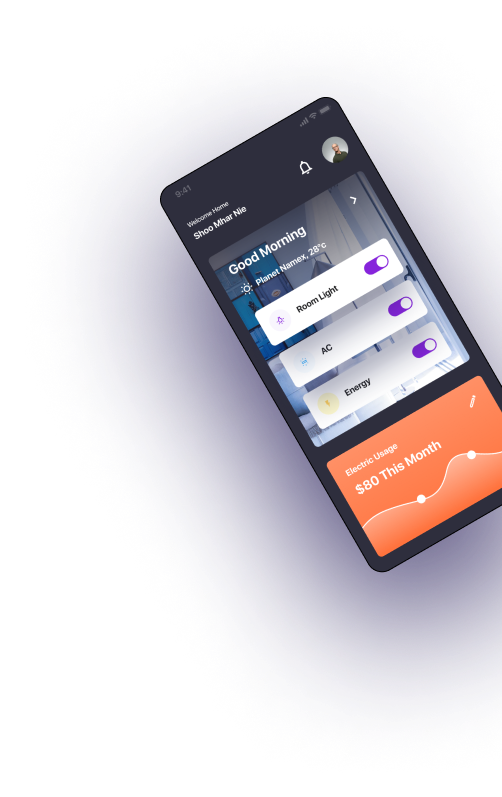 9:41
Welcome Home
Shoo Mhar Nie
Good Morning
Planet Namex, 28°c
Room Light
AC
Energy
Electric Usage
$80 This Month